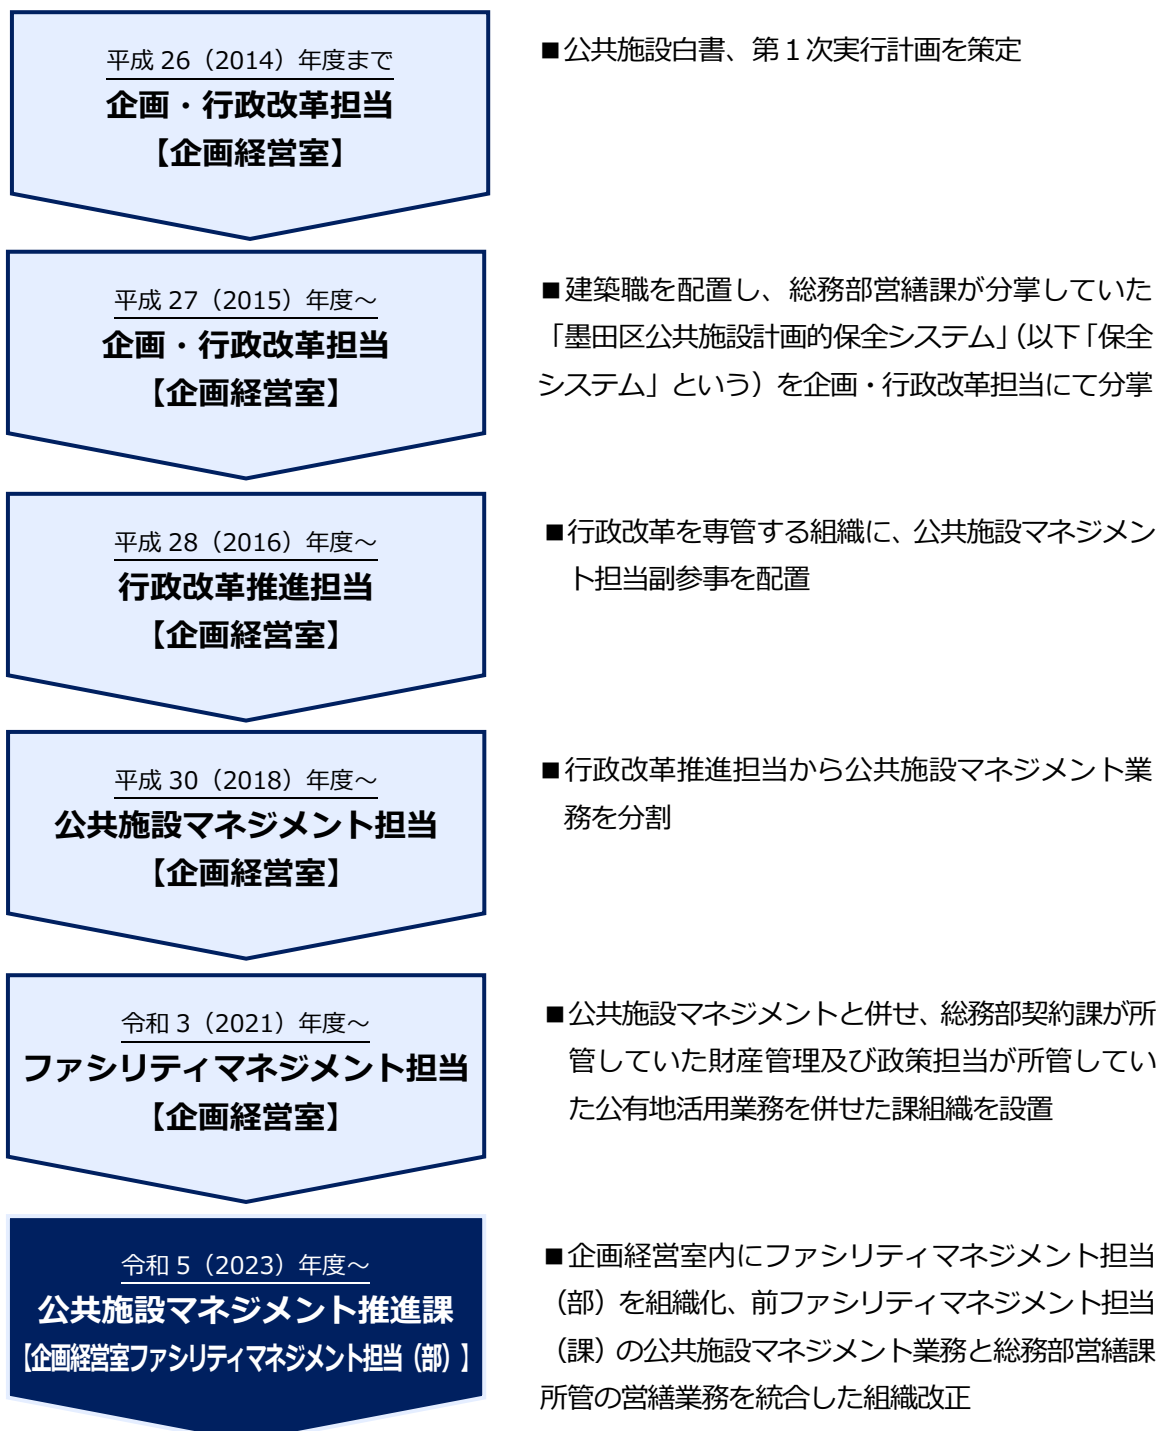 平成 26（2014）年度まで
企画・行政改革担当
【企画経営室】
■公共施設白書、第１次実行計画を策定
平成 27（2015）年度～
企画・行政改革担当
【企画経営室】
■建築職を配置し、総務部営繕課が分掌していた
「墨田区公共施設計画的保全システム」（以下「保全
システム」という）を企画・行政改革担当にて分掌
平成 28（2016）年度～
行政改革推進担当
【企画経営室】
■行政改革を専管する組織に、公共施設マネジメン
ト担当副参事を配置
平成 30（2018）年度～
公共施設マネジメント担当
【企画経営室】
■行政改革推進担当から公共施設マネジメント業
務を分割
令和 3（2021）年度～
ファシリティマネジメント担当
【企画経営室】
■公共施設マネジメントと併せ、総務部契約課が所
管していた財産管理及び政策担当が所管してい
た公有地活用業務を併せた課組織を設置
令和 5（2023）年度～
公共施設マネジメント推進課
【企画経営室ファシリティマネジメント担当（部）】
■企画経営室内にファシリティマネジメント担当
（部）を組織化、前ファシリティマネジメント担当
（課）の公共施設マネジメント業務と総務部営繕課
所管の営繕業務を統合した組織改正